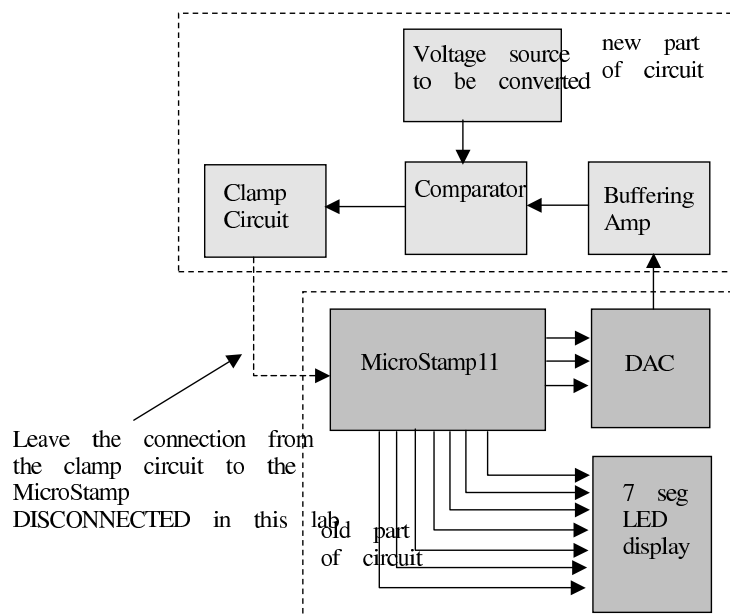 Voltage source
to be converted
new part
of circuit
Clamp
Circuit
Comparator
Buffering
Amp
MicroStamp11
DAC
Leave the connection from
the clamp circuit to the
MicroStamp
DISCONNECTED in this lab
old part
of circuit
7 seg
LED
display